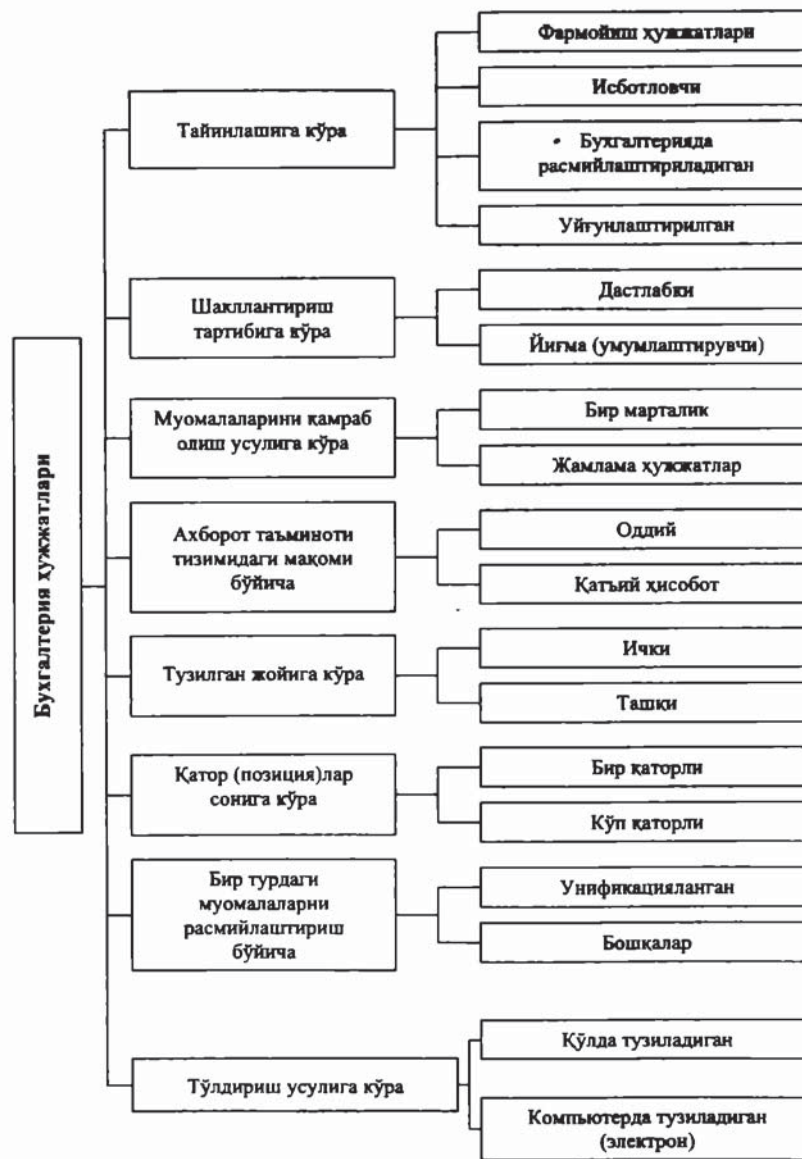 Бухгалтерия ҳужжатлари
Тайинлашига кўра
Фармойиш ҳужжатлари
Исботловчи
• Бухгалтерияда
расмийлаштириладиган
Уйғунлаштирилган
Шакллантириш
тартибига кўра
Дастлабки
Йиғма (умумлаштирувчи)
Муомалаларини қамраб
олиш усулига кўра
Бир марталик
Жамлама ҳужжатлар
Ахборот таъминоти
тизимидаги мақоми
бўйича
Оддий
Қатъий ҳисобот
Тузилган жойига кўра
Ички
Ташқи
Қатор (позиция)лар
сонига кўра
Бир қаторли
Кўп қаторли
Бир турдаги
муомалаларни
расмийлаштириш
бўйича
Унификацияланган
Бошқалар
Тўлдириш усулига кўра
Қўлда тузиладиган
Компьютерда тузиладиган
(электрон)